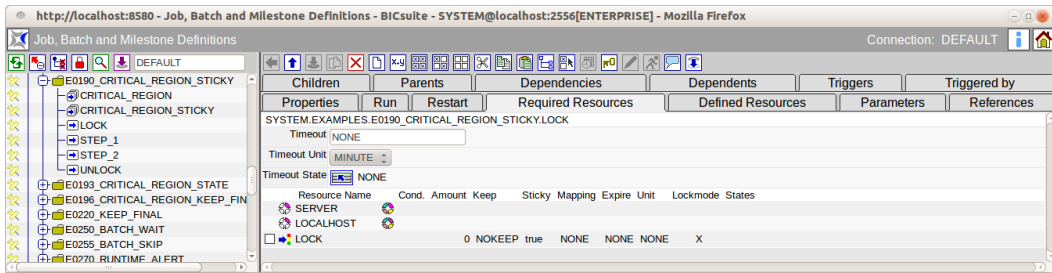 http://localhost:8580 - Job, Batch and Milestone Definitions - BICsuite - SYSTEM@localhost:2556[ENTERPRISE] - Mozilla Firefox
Job, Batch and Milestone Definitions
Connection: DEFAULT
DEFAULT
x.y
E0190_CRITICAL_REGION_STICKY
CRITICAL_REGION
CRITICAL_REGION_STICKY
LOCK
STEP_1
STEP_2
UNLOCK
E0193_CRITICAL_REGION_STATE
E0196_CRITICAL_REGION_KEEP_FIN
E0220_KEEP_FINAL
E0250_BATCH_WAIT
E0255_BATCH_SKIP
E0270_RUNTIME_ALERT
Children Parents Dependencies Dependents Triggers Triggered by
Properties Run Restart Required Resources Defined Resources Parameters References
SYSTEM.EXAMPLES.E0190_CRITICAL_REGION_STICKY.LOCK
Timeout NONE
Timeout Unit MINUTE
Timeout State NONE
Resource Name Cond. Amount Keep Sticky Mapping Expire Unit Lockmode States
SERVER
LOCALHOST
LOCK 0 NOKEEP true NONE NONE NONE X